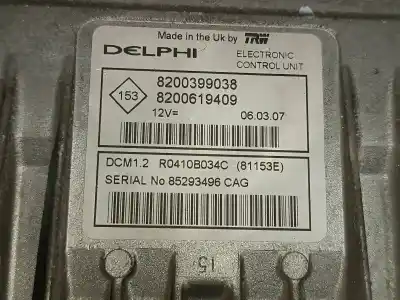 Made in the Uk by TRW
DELPHI
ELECTRONIC
CONTROL UNIT
153
8200399038
8200619409
12V=
06.03.07
DCM1.2 R0410B034C (81153E)
SERIAL No 85293496 CAG
15